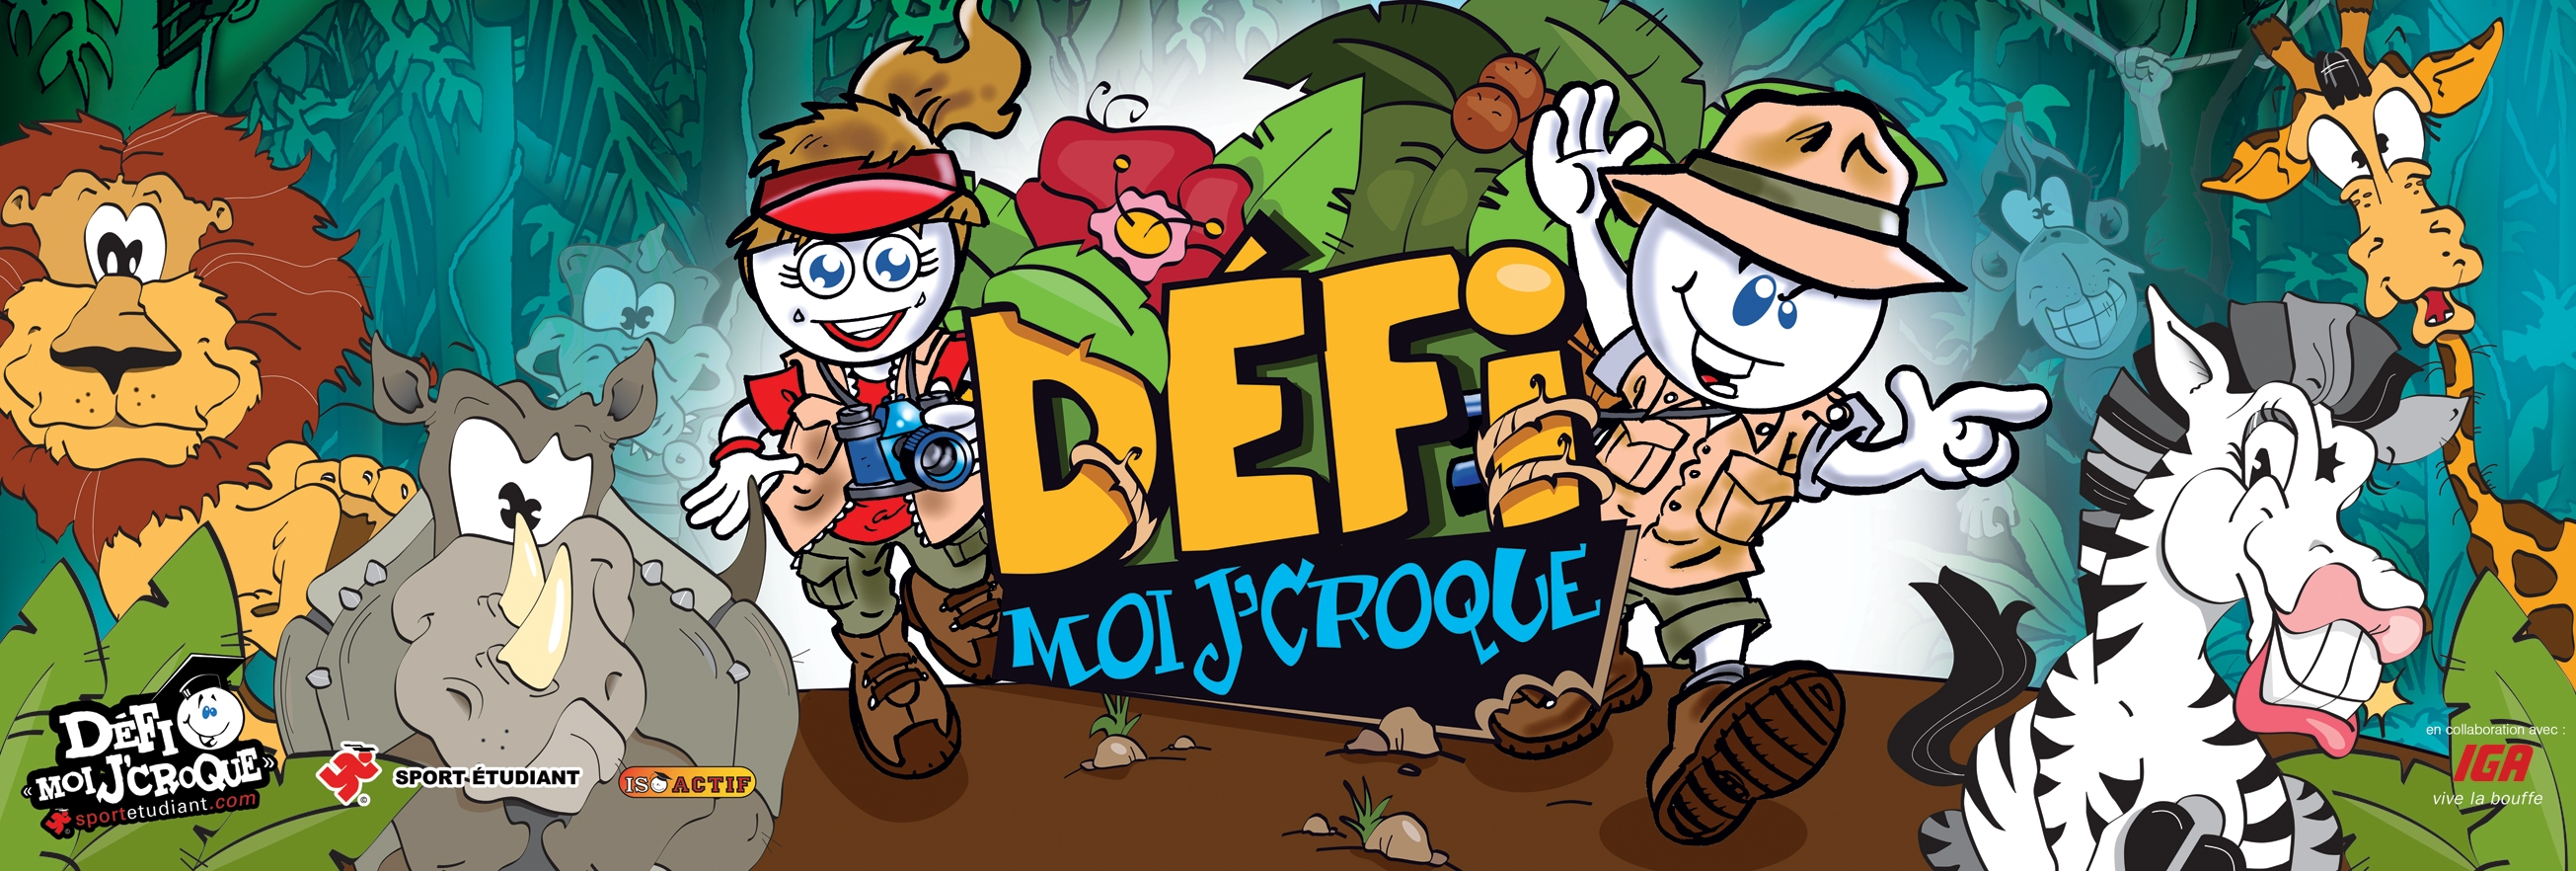 DÉFi
MOI J'CROQUE
DÉFI
« MOI J'CROQUE »
sportetudiant.com
SPORT-ÉTUDIANT
ISO ACTIF
en collaboration avec :
IGA
vive la bouffe